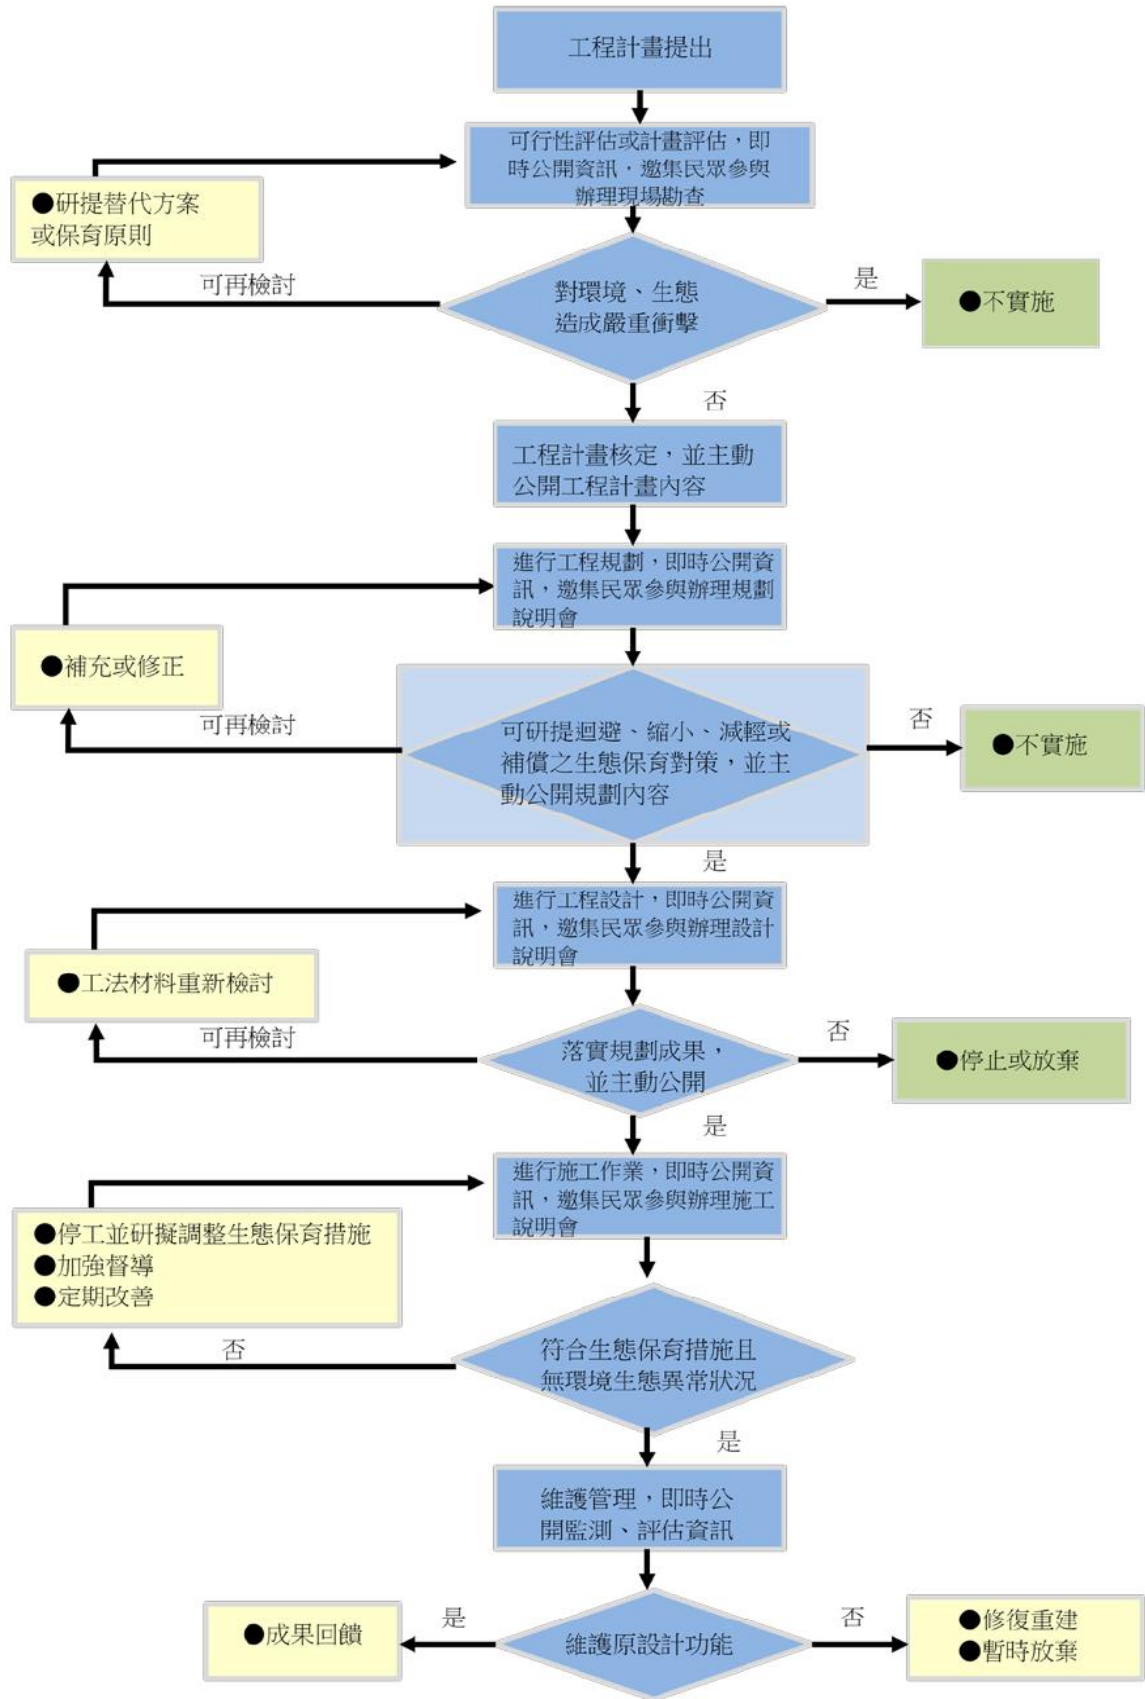 工程計畫提出
可行性評估或計畫評估，即
時公開資訊，邀集民眾參與
辦理現場勘查
●研提替代方案
或保育原則
可再檢討
對環境、生態
造成嚴重衝擊
是
●不實施
否
工程計畫核定，並主動
公開工程計畫內容
進行工程規劃，即時公開資
訊，邀集民眾參與辦理規劃
說明會
●補充或修正
可再檢討
可研提迴避、縮小、減輕或
補償之生態保育對策，並主
動公開規劃內容
否
●不實施
是
進行工程設計，即時公開資
訊，邀集民眾參與辦理設計
說明會
●工法材料重新檢討
可再檢討
落實規劃成果，
並主動公開
否
●停止或放棄
是
進行施工作業，即時公開資
訊，邀集民眾參與辦理施工
說明會
●停工並研擬調整生態保育措施
●加強督導
●定期改善
否
符合生態保育措施且
無環境生態異常狀況
是
維護管理，即時公
開監測、評估資訊
●成果回饋
是
維護原設計功能
否
●修復重建
●暫時放棄